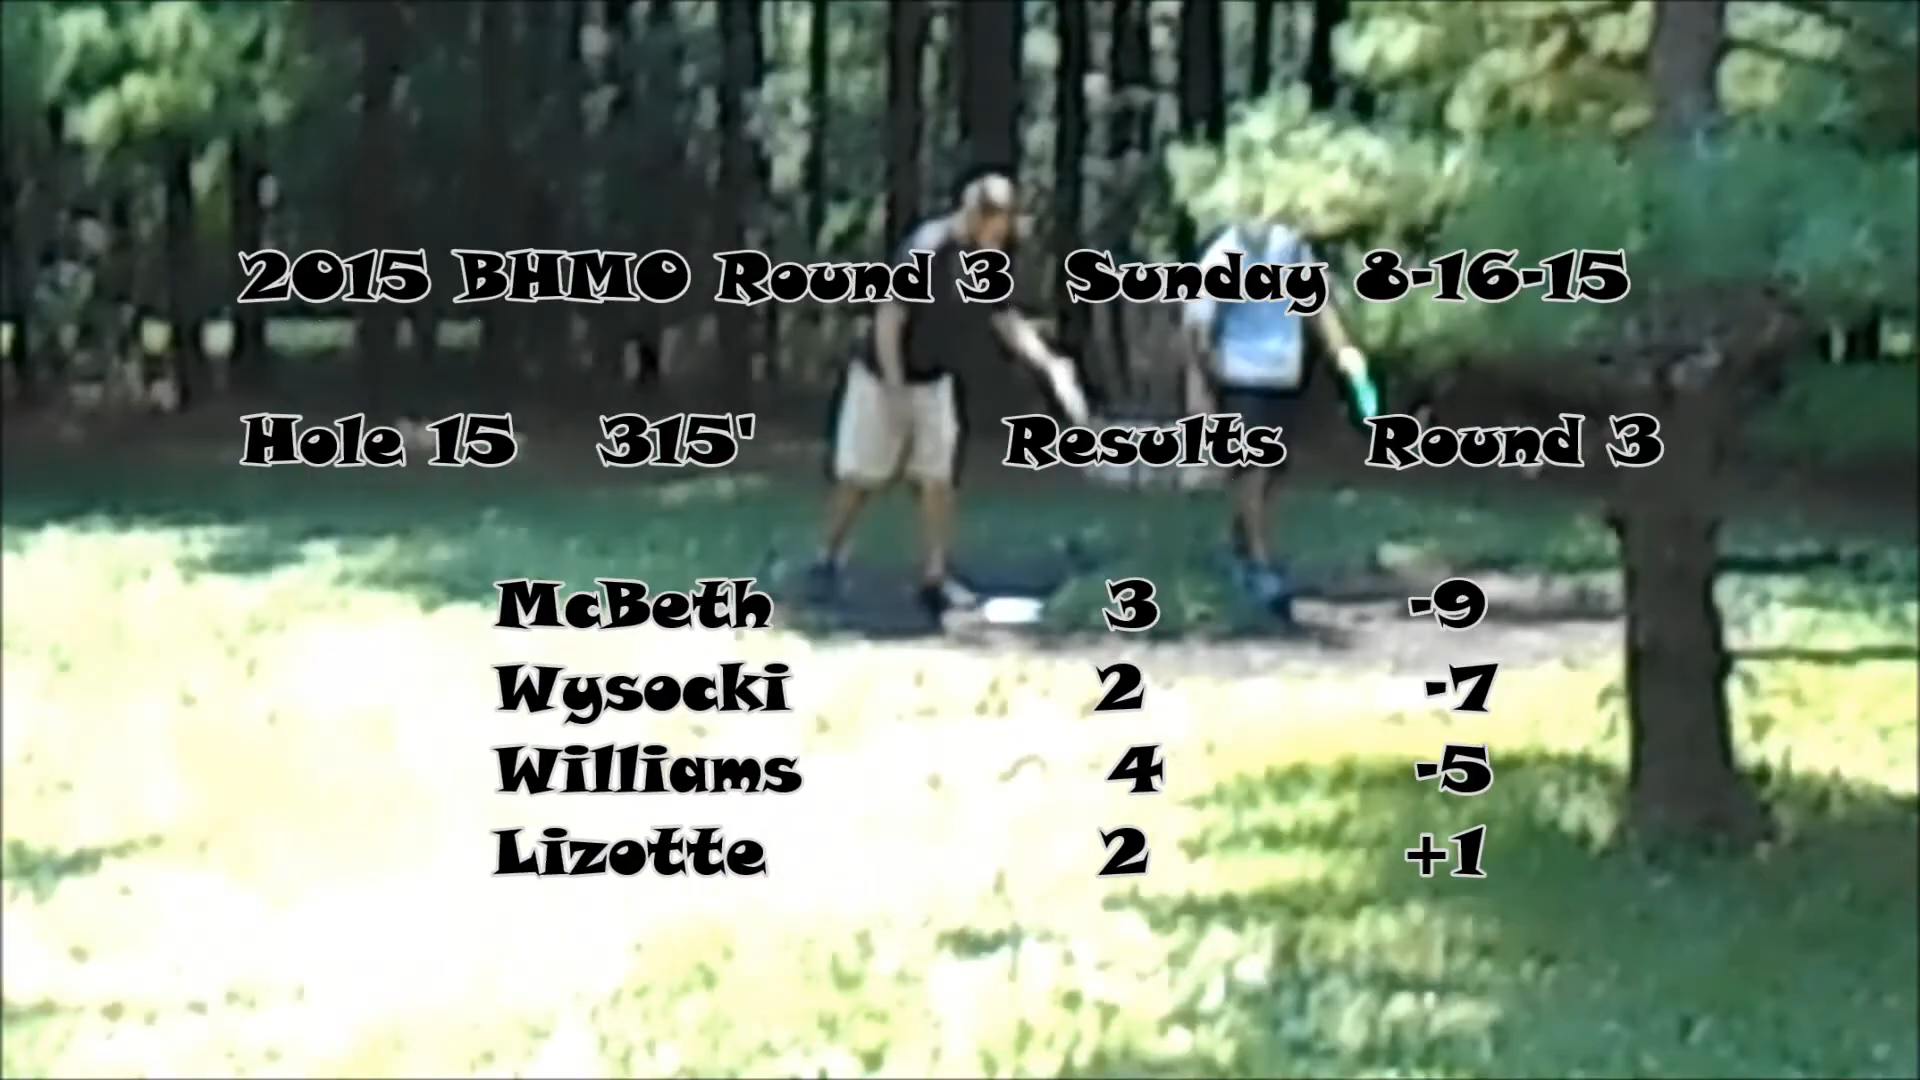 2015 BHMO Round 3 Sunday 8-16-15
Hole 15 315' Results Round 3
McBeth 3 -9
Wysocki 2 -7
Williams 4 -5
Lizotte 2 +1